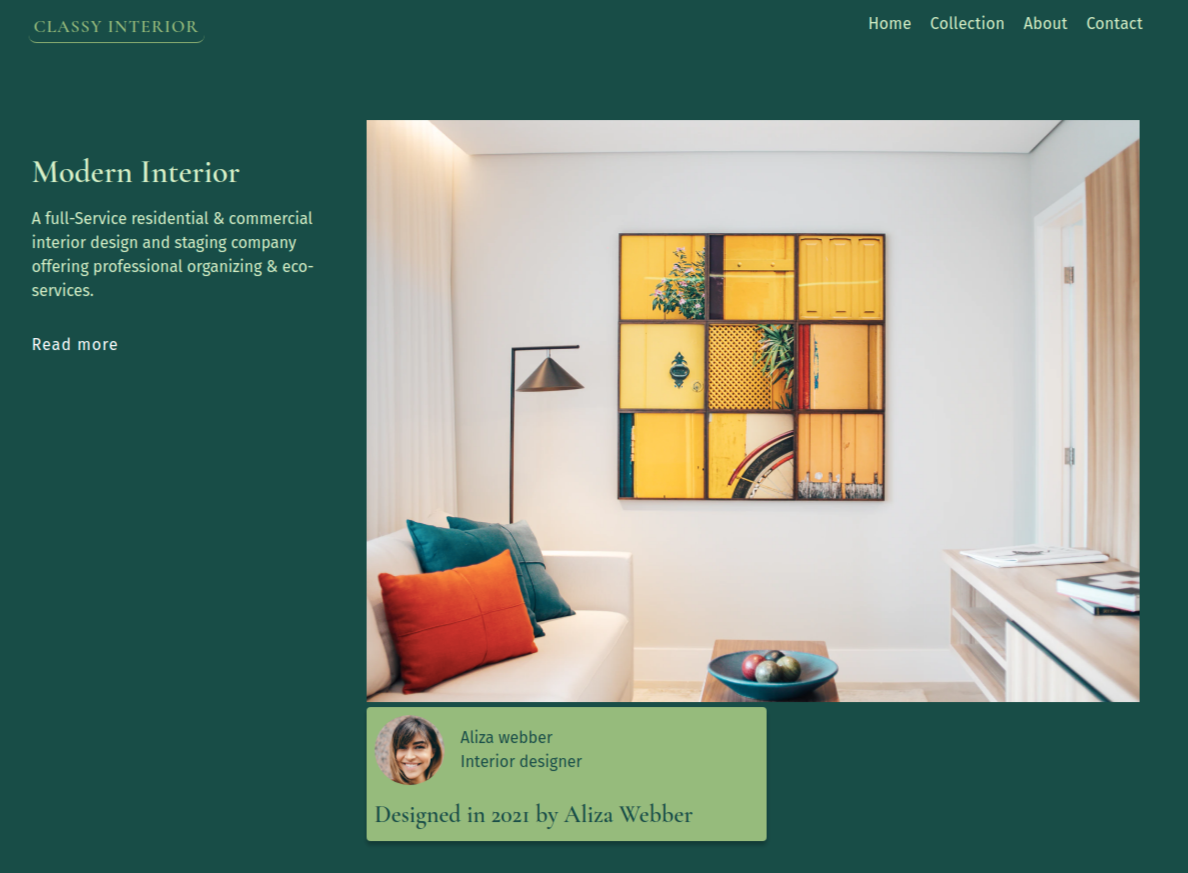 CLASSY INTERIOR
Home Collection About Contact
Modern Interior
A full-Service residential & commercial
interior design and staging company
offering professional organizing & eco-
services.
Read more
Aliza webber
Interior designer
Designed in 2021 by Aliza Webber